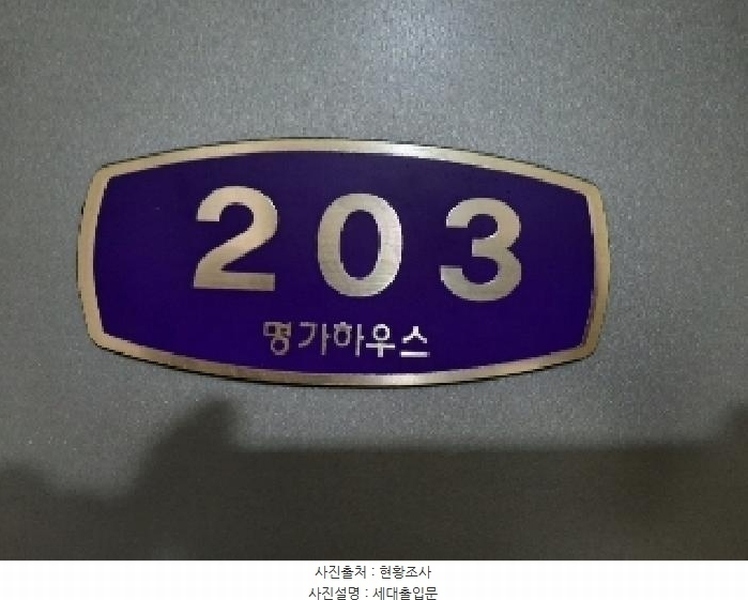 203
명가하우스
사진출처 : 현황조사
사진설명 : 세대출입문